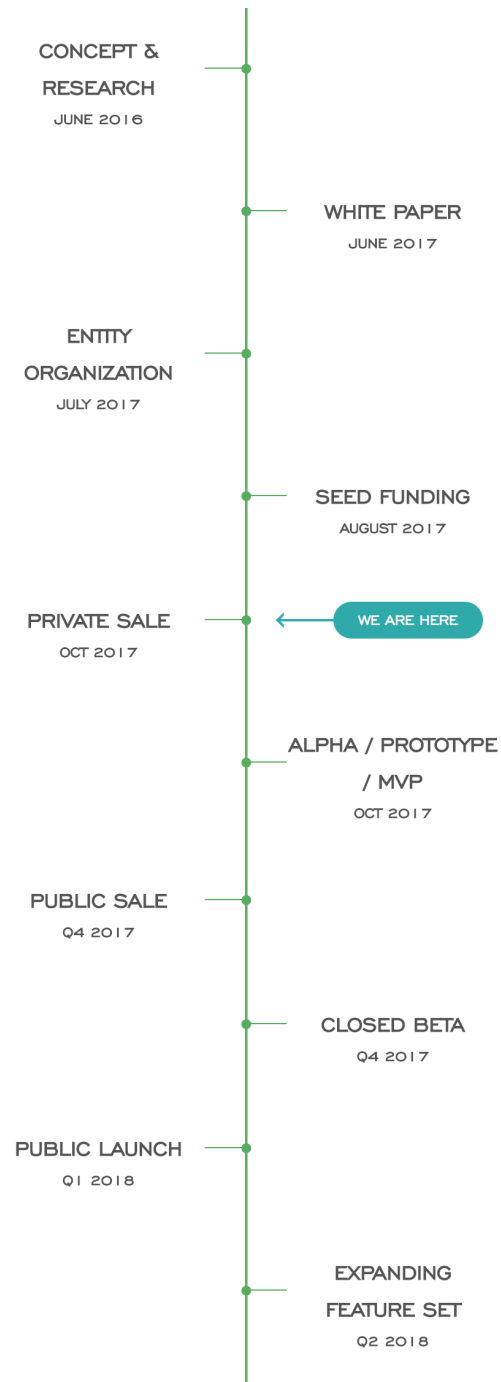 CONCEPT &
RESEARCH
JUNE 2016
WHITE PAPER
JUNE 2017
ENTITY
ORGANIZATION
JULY 2017
SEED FUNDING
AUGUST 2017
PRIVATE SALE
OCT 2017
WE ARE HERE
ALPHA / PROTOTYPE
/ MVP
OCT 2017
PUBLIC SALE
Q4 2017
CLOSED BETA
Q4 2017
PUBLIC LAUNCH
Q1 2018
EXPANDING
FEATURE SET
Q2 2018